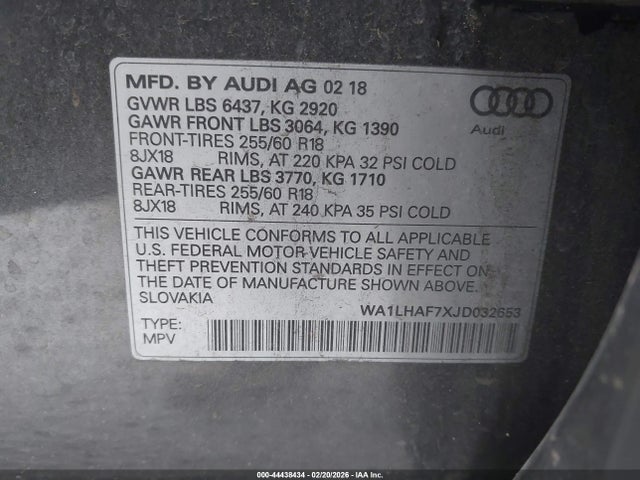 MFD. BY AUDI AG 02 18
GVWR LBS 6437, KG 2920
GAWR FRONT LBS 3064, KG 1390
FRONT-TIRES 255/60 R18
8JX18 RIMS, AT 220 KPA 32 PSI COLD
GAWR REAR LBS 3770, KG 1710
REAR-TIRES 255/60 R18
8JX18 RIMS, AT 240 KPA 35 PSI COLD
Audi
THIS VEHICLE CONFORMS TO ALL APPLICABLE
U.S. FEDERAL MOTOR VEHICLE SAFETY AND
THEFT PREVENTION STANDARDS IN EFFECT ON
THE DATE OF MANUFACTURE SHOWN ABOVE.
SLOVAKIA
WA1LHAF7XJD032653
TYPE:
MPV
000-44438434 - 02/20/2026 - IAA Inc.